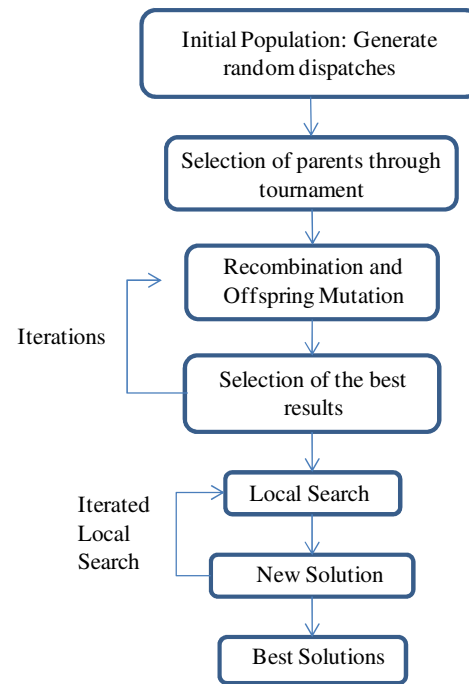 Initial Population: Generate
random dispatches
Selection of parents through
tournament
Recombination and
Offspring Mutation
Iterations
Selection of the best
results
Local Search
Iterated
Local
Search
New Solution
Best Solutions